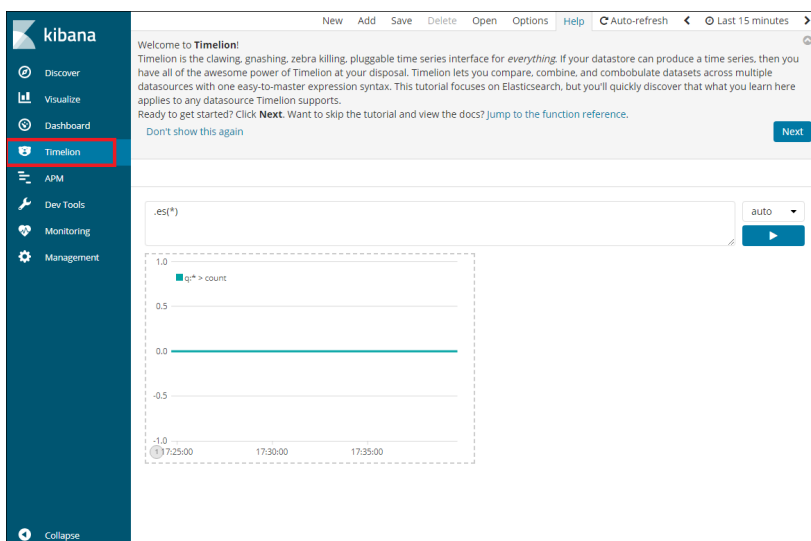 kibana
Discover
Visualize
Dashboard
Timelion
APM
Dev Tools
Monitoring
Management
Collapse
New Add Save Delete Open Options Help Auto-refresh Last 15 minutes
Welcome to Timelion!
Timelion is the clawing, gnashing, zebra killing, pluggable time series interface for everything. If your datastore can produce a time series, then you
have all of the awesome power of Timelion at your disposal. Timelion lets you compare, combine, and combobulate datasets across multiple
datasources with one easy-to-master expression syntax. This tutorial focuses on Elasticsearch, but you'll quickly discover that what you learn here
applies to any datasource Timelion supports.
Ready to get started? Click Next. Want to skip the tutorial and view the docs? Jump to the function reference.
Don't show this again
Next
.es(*)
auto
1.0
q:* > count
0.5
0.0
-0.5
-1.0
1
17:25:00 17:30:00 17:35:00